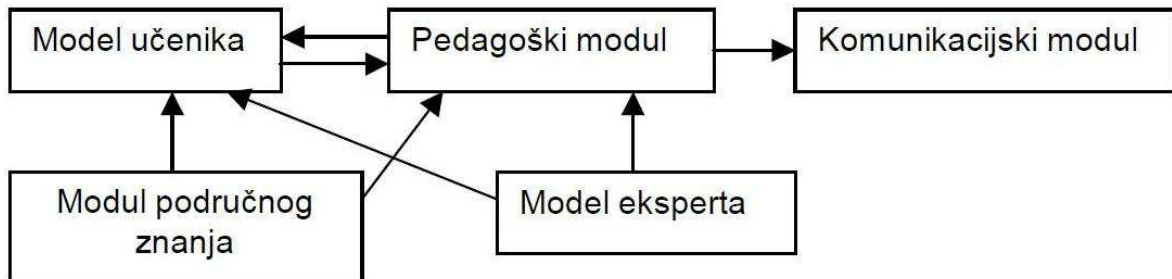 Model učenika
Pedagoški modul
Komunikacijski modul
Modul područnog
znanja
Model eksperta